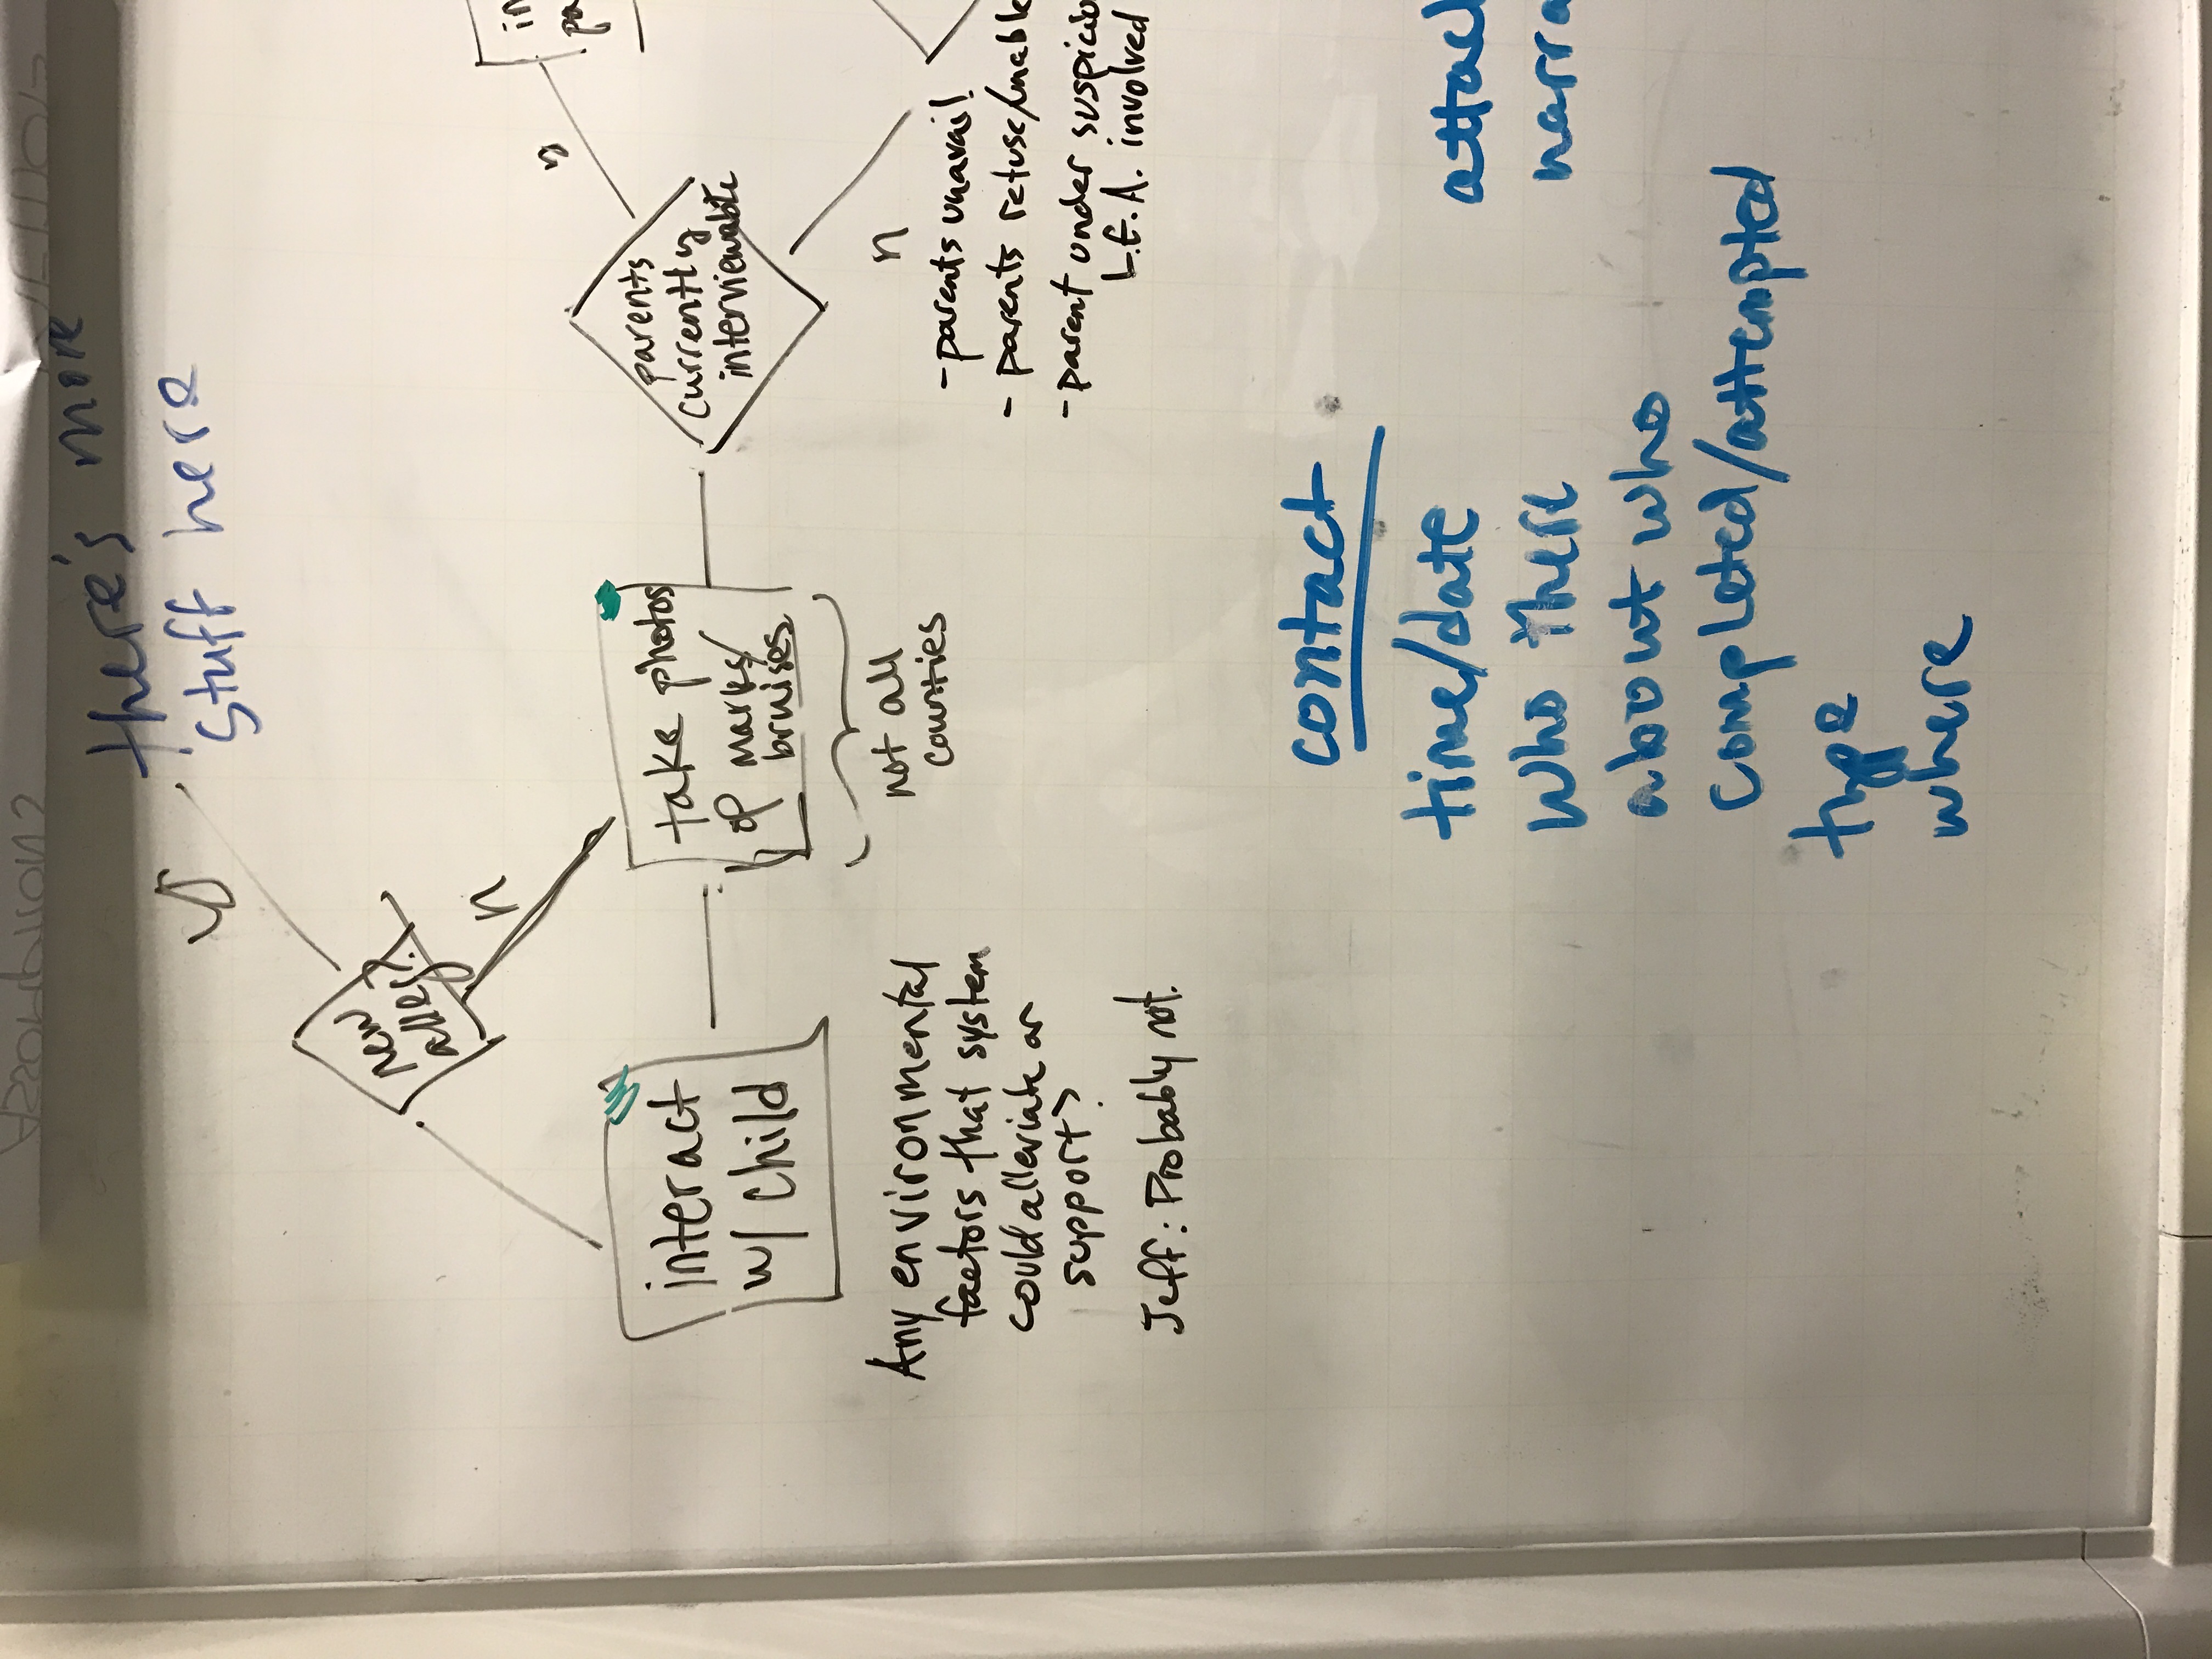 there's more
stuff here
y
new
alleg?
n
interact
w/ child
take photos
of marks/
bruises
not all
counties
parents
currently
interviewable
y
in
pa
n
- parents unavail
- parents refuse/unable
- parent under suspicio
L.E.A. involved
Any environmental
factors that system
could alleviate or
support?
Jeff: Probably not.
contact
time/date
who there
about who
completed/attempted
type
where
attac
narra